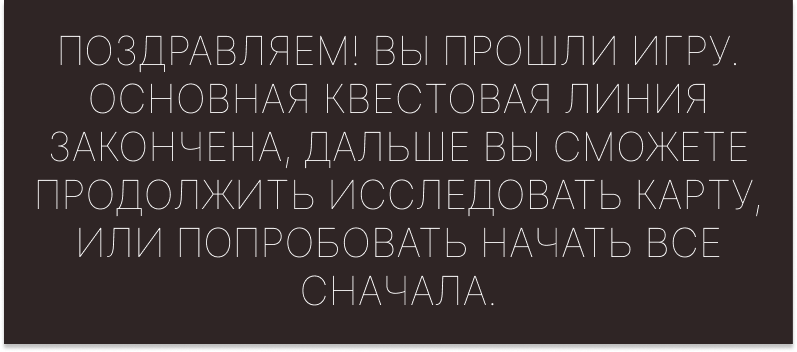 ПОЗДРАВЛЯЕМ! ВЫ ПРОШЛИ ИГРУ.
ОСНОВНАЯ КВЕСТОВАЯ ЛИНИЯ
ЗАКОНЧЕНА, ДАЛЬШЕ ВЫ СМОЖЕТЕ
ПРОДОЛЖИТЬ ИССЛЕДОВАТЬ КАРТУ,
ИЛИ ПОПРОБОВАТЬ НАЧАТЬ ВСЕ
СНАЧАЛА.